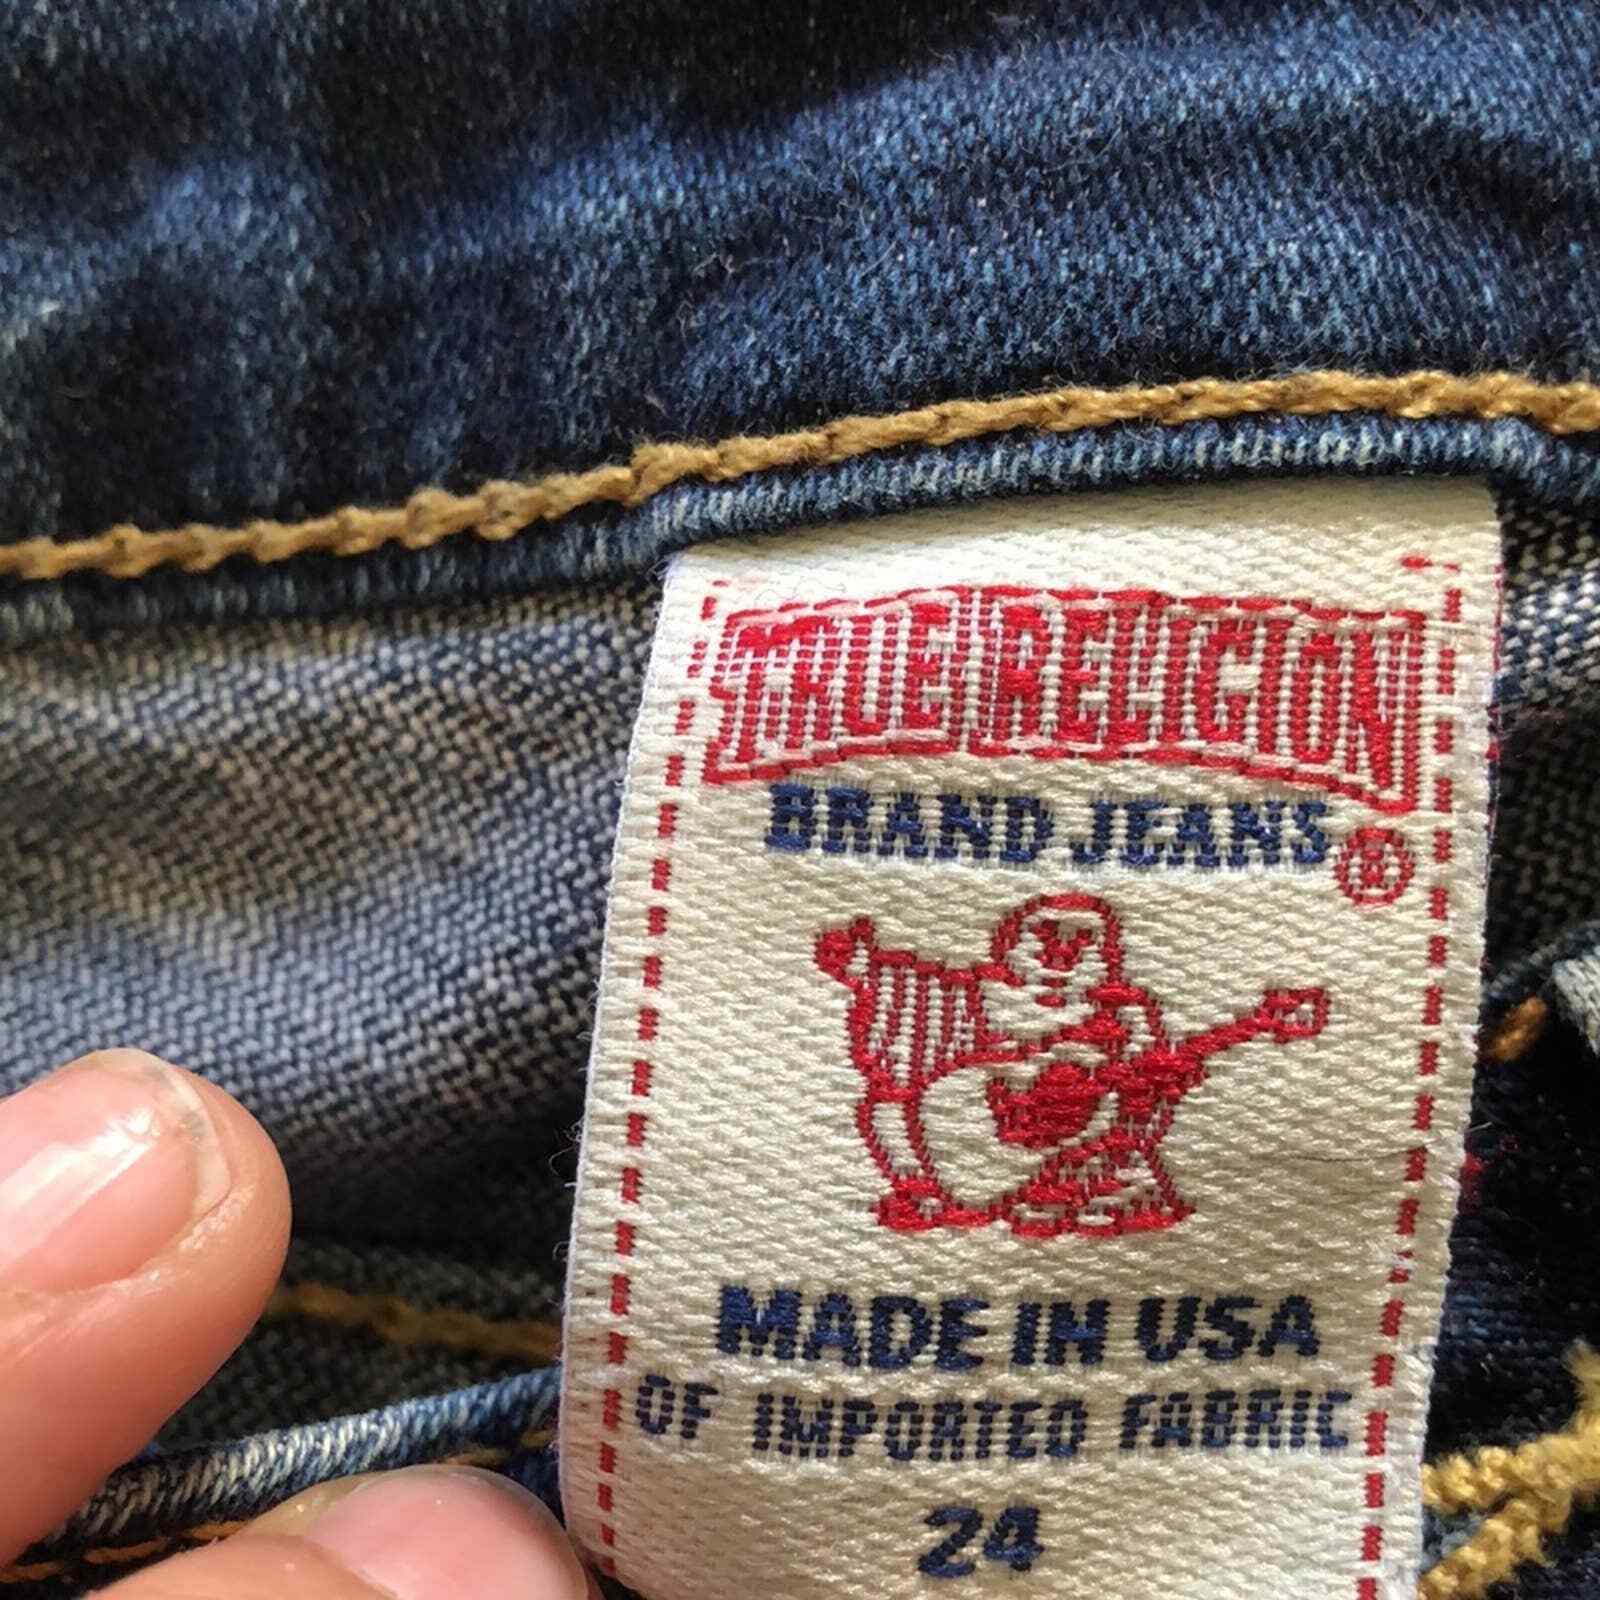 TRUE RELIGION
BRAND JEANS ®
MADE IN USA
OF IMPORTED FABRIC
24